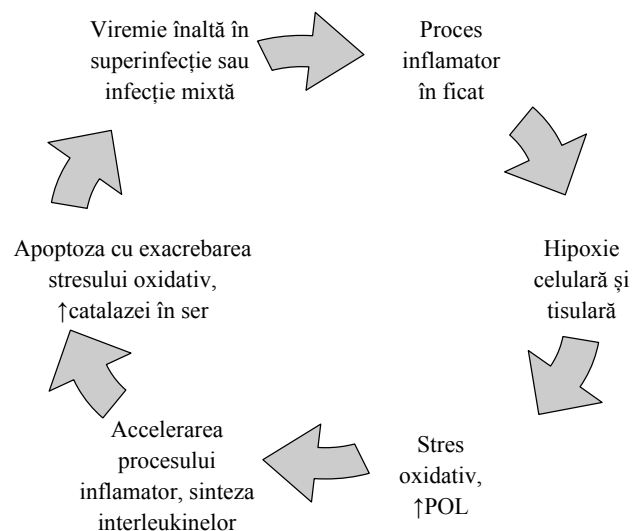 Viremie înaltă în
superinfecție sau
infecție mixtă
Proces
inflamator
în ficat
Hipoxie
celulară și
tisulară
Stres
oxidativ,
↑POL
Accelerarea
procesului
inflamator, sinteza
interleukinelor
Apoptoza cu exacrebarea
stresului oxidativ,
↑catalazei în ser